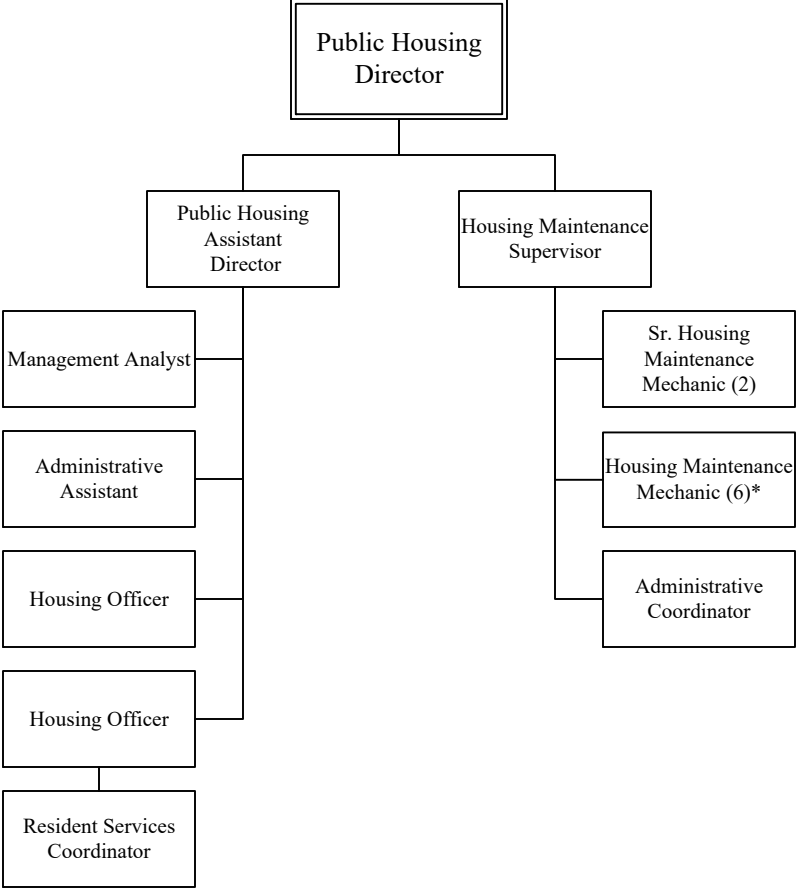 Public Housing
Director
Public Housing
Assistant
Director
Housing Maintenance
Supervisor
Management Analyst
Administrative
Assistant
Housing Officer
Housing Officer
Resident Services
Coordinator
Sr. Housing
Maintenance
Mechanic (2)
Housing Maintenance
Mechanic (6)*
Administrative
Coordinator